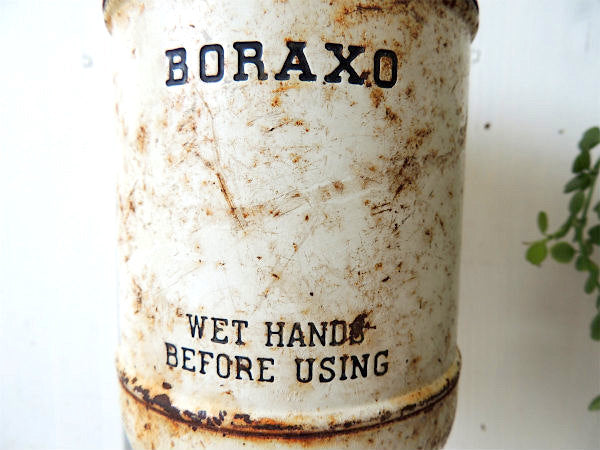 BORAXO
WET HANDS
BEFORE USING